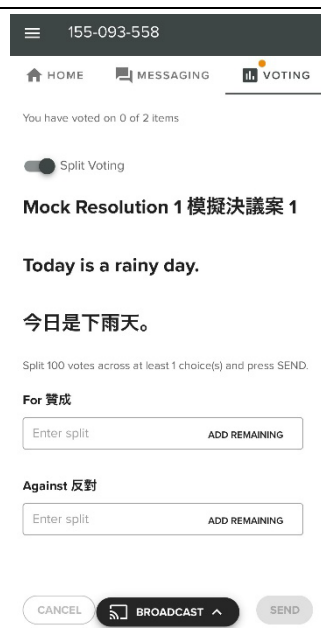 155-093-558
HOME MESSAGING VOTING
You have voted on 0 of 2 items
Split Voting
Mock Resolution 1 模擬決議案 1
Today is a rainy day.
今日是下雨天。
Split 100 votes across at least 1 choice(s) and press SEND.
For 贊成
Enter split ADD REMAINING
Against 反對
Enter split ADD REMAINING
CANCEL BROADCAST SEND